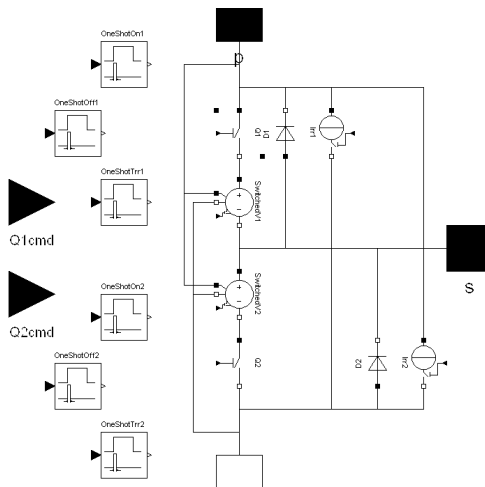 OneShotOn1
OneShotOff1
OneShotTrr1
Q1cmd
Q2cmd
OneShotOn2
OneShotOff2
OneShotTrr2
p
Q1
D1
Irr1
SwitchedV1
S
SwitchedV2
Q2
D2
Irr2